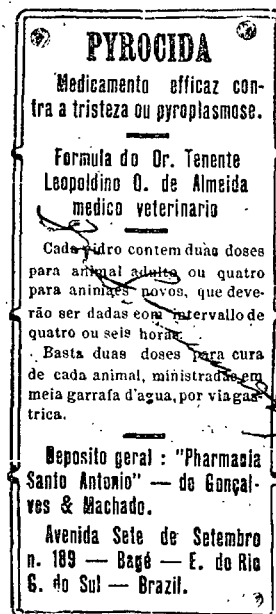 PYROCIDA
Medicamento efficaz con-
tra a tristeza ou pyroplasmose.
Formula do Dr. Tenente
Leopoldino O. de Almeida
medico veterinario
Cada vidro contem duas doses
para animal adulto ou quatro
para animaes novos, que deve-
rão ser dadas com intervallo de
quatro ou seis horas.
Basta duas doses para cura
de cada animal, ministradas em
meia garrafa d'agua, por via gas-
trica.
Deposito geral : "Pharmasia
Santo Antonio" — de Gonçal-
ves & Machado.
Avenida Sete de Setembro
n. 189 — Bagé — E. do Rio
G. do Sul — Brazil.